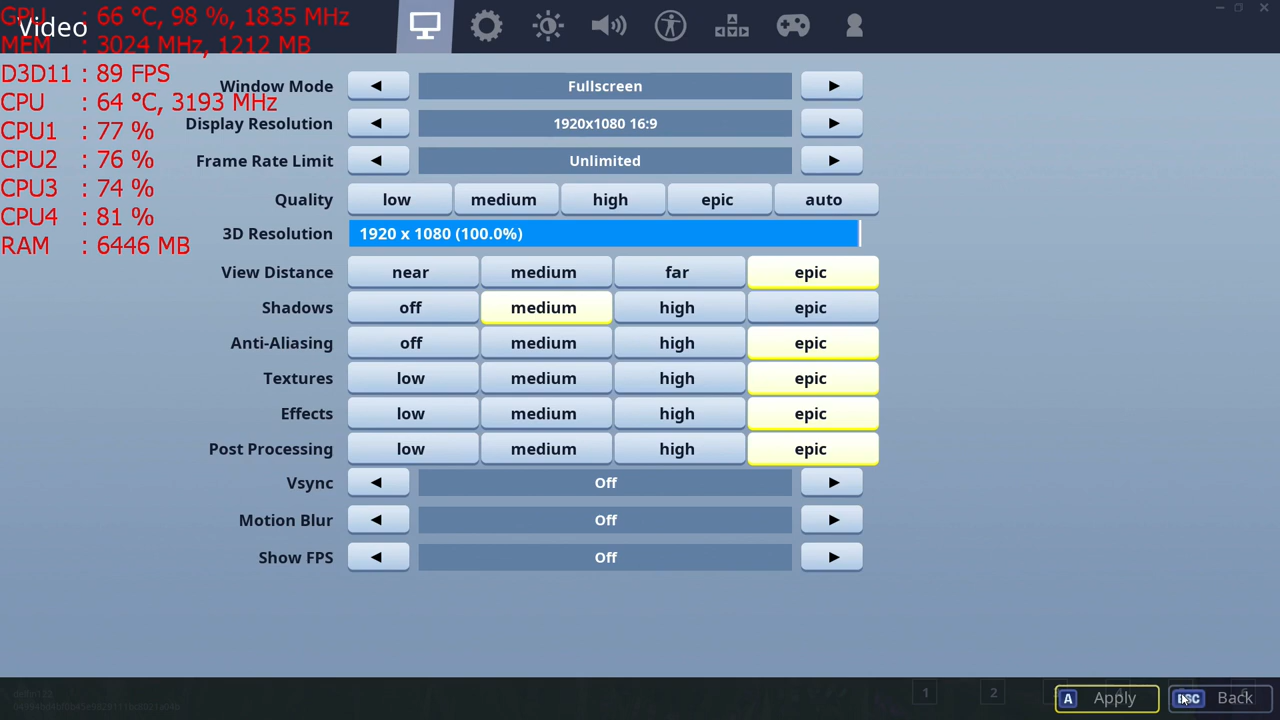 Video
GPU : 66 °C, 98 %, 1835 MHz
MEM : 3024 MHz, 1212 MB
D3D11 : 89 FPS
CPU : 64 °C, 3193 MHz
CPU1 : 77 %
CPU2 : 76 %
CPU3 : 74 %
CPU4 : 81 %
RAM : 6446 MB
Window Mode Fullscreen
Display Resolution 1920x1080 16:9
Frame Rate Limit Unlimited
Quality low medium high epic auto
3D Resolution 1920 x 1080 (100.0%)
View Distance near medium far epic
Shadows off medium high epic
Anti-Aliasing off medium high epic
Textures low medium high epic
Effects low medium high epic
Post Processing low medium high epic
Vsync Off
Motion Blur Off
Show FPS Off
1 2
A Apply ESC Back